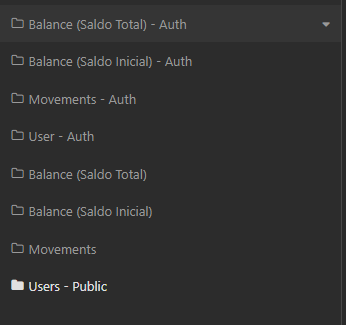 Balance (Saldo Total) - Auth
Balance (Saldo Inicial) - Auth
Movements - Auth
User - Auth
Balance (Saldo Total)
Balance (Saldo Inicial)
Movements
Users - Public